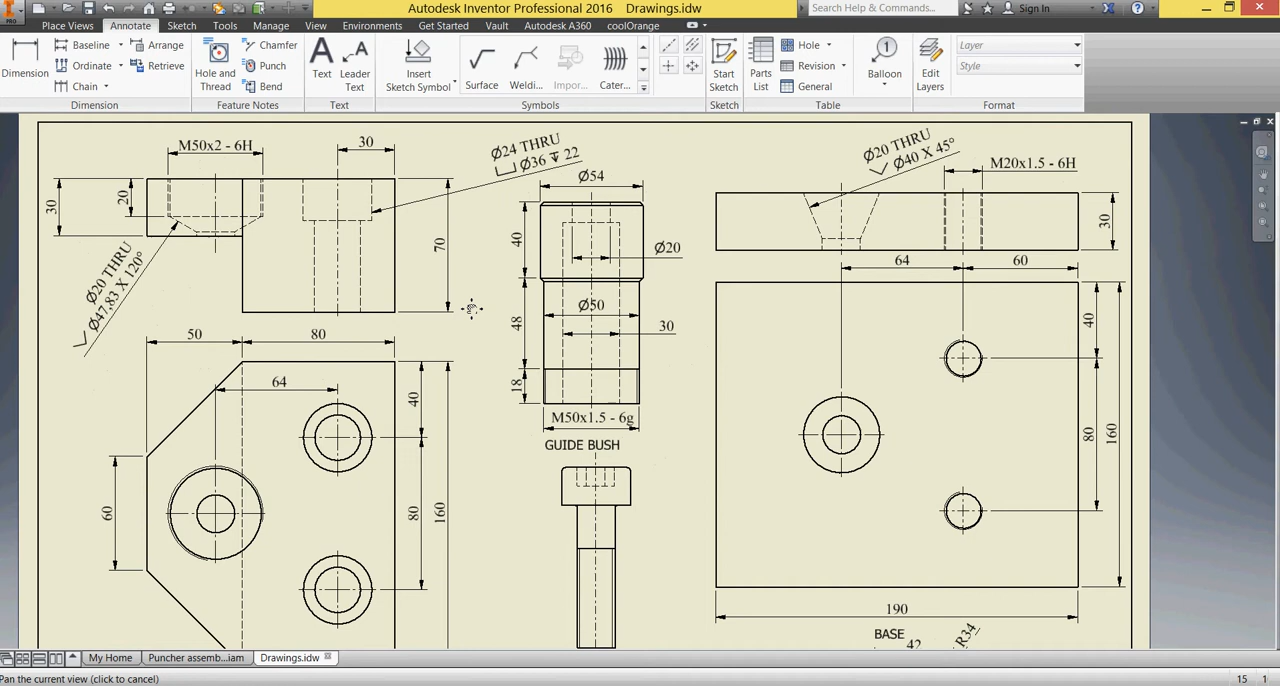 Autodesk Inventor Professional 2016 Drawings.idw
Search Help & Commands...
Sign In
PRO
Place Views Annotate Sketch Tools Manage View Environments Get Started Vault Autodesk A360 coolOrange
Dimension
Baseline
Ordinate
Chain
Arrange
Retrieve
Hole and
Thread
Chamfer
Punch
Bend
A
Text
A
Leader
Text
Insert
Sketch Symbol
Surface
Weldi...
Impor...
Cater...
Start
Sketch
Parts
List
Hole
Revision
General
1
Balloon
Edit
Layers
Layer
Style
Dimension Feature Notes Text Symbols Sketch Table Format
M50x2 - 6H
30
Ø24 THRU
⌴ Ø36 ↧ 22
30
20
70
Ø20 THRU
⌵ Ø47,83 X 120°
50
80
64
40
80
160
60
Ø54
40
Ø20
48
Ø50
30
18
M50x1.5 - 6g
GUIDE BUSH
Ø20 THRU
⌵ Ø40 X 45°
M20x1.5 - 6H
30
64
60
40
80
160
190
BASE
42
R34
My Home Puncher assemb...iam Drawings.idw
Pan the current view (click to cancel)
15 1